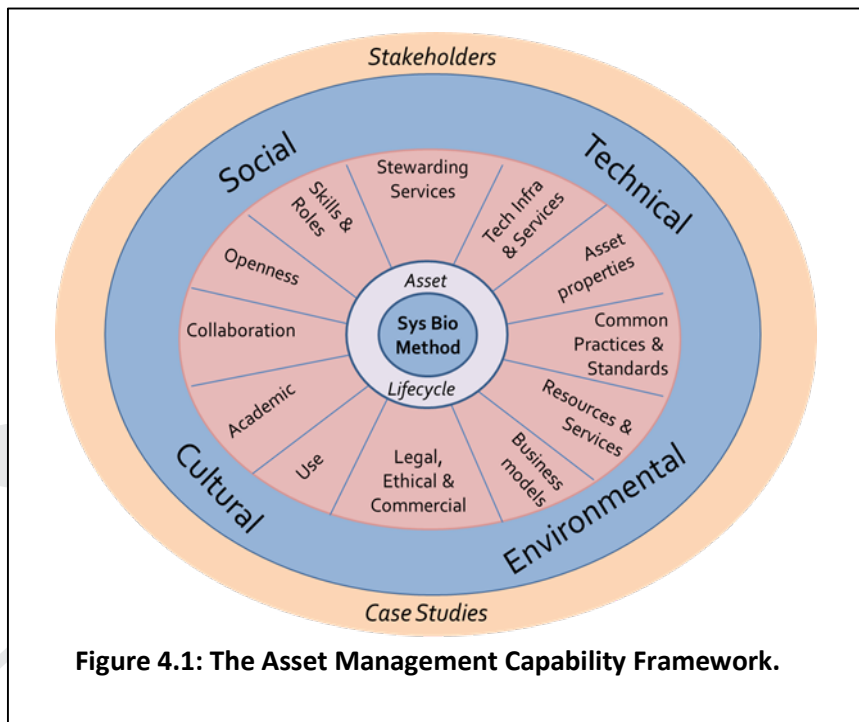 Stakeholders
Social
Technical
Stewarding
Services
Skills &
Roles
Tech Infra
& Services
Openness
Asset
properties
Collaboration
Common
Practices &
Standards
Asset
Sys Bio
Method
Lifecycle
Academic
Resources &
Services
Use
Legal,
Ethical &
Commercial
Business
models
Cultural
Environmental
Case Studies
Figure 4.1: The Asset Management Capability Framework.